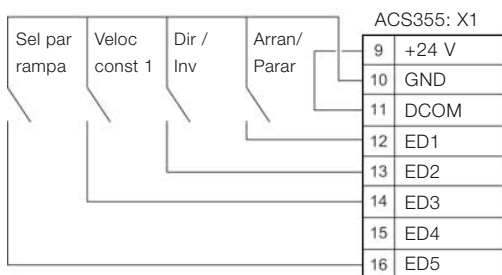 ACS355: X1
Sel par
rampa
Veloc
const 1
Dir /
Inv
Arran/
Parar
9 +24 V
10 GND
11 DCOM
12 ED1
13 ED2
14 ED3
15 ED4
16 ED5